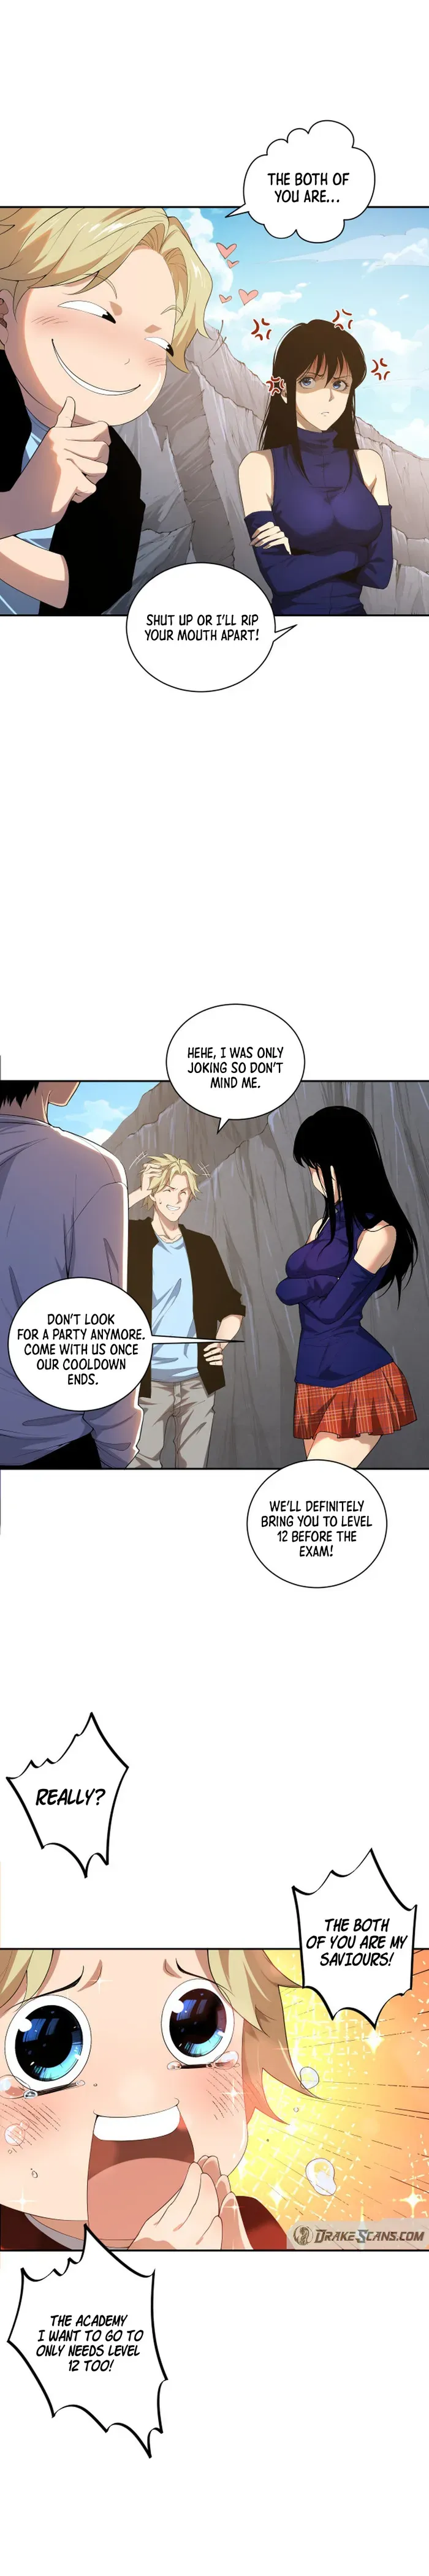 THE BOTH OF
YOU ARE...
SHUT UP OR I'LL RIP
YOUR MOUTH APART!
HEHE, I WAS ONLY
JOKING SO DON'T
MIND ME.
DON'T LOOK
FOR A PARTY ANYMORE.
COME WITH US ONCE
OUR COOLDOWN
ENDS.
WE'LL DEFINITELY
BRING YOU TO LEVEL
12 BEFORE THE
EXAM!
REALLY?
THE BOTH
OF YOU ARE MY
SAVIOURS!
DRAKESCANS.COM
THE ACADEMY
I WANT TO GO TO
ONLY NEEDS LEVEL
12 TOO!